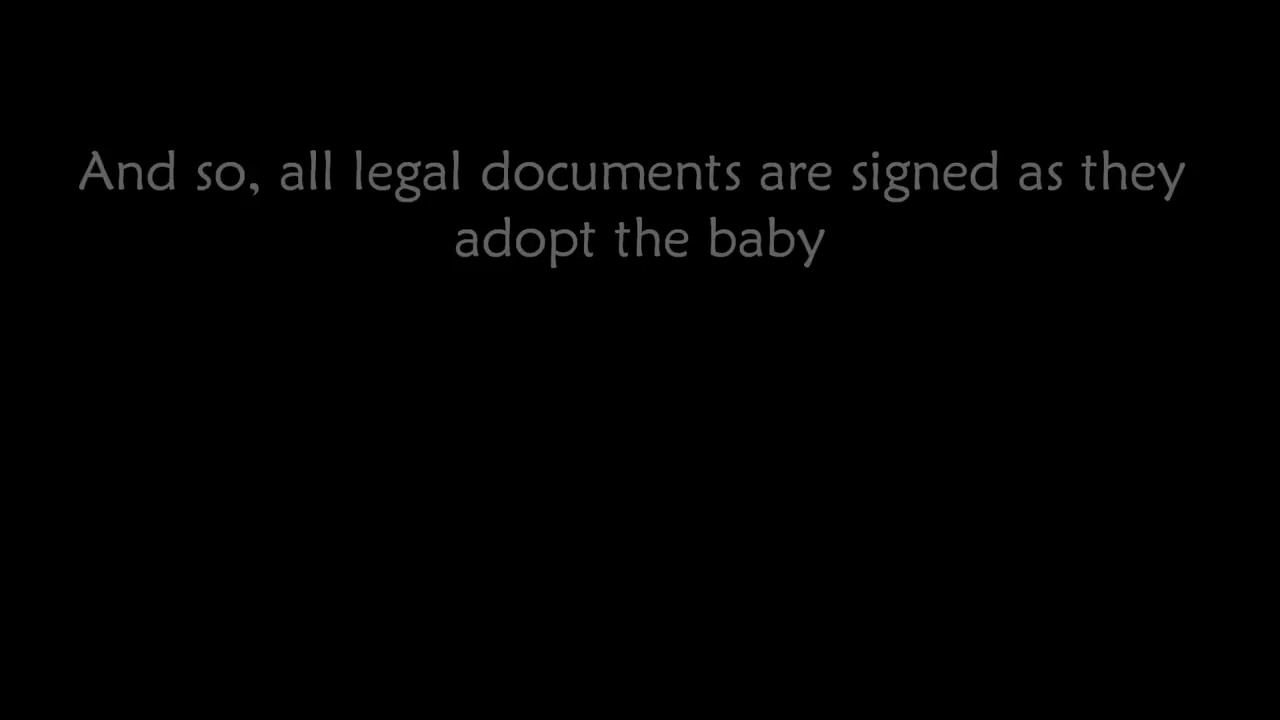 And so, all legal documents are signed as they
adopt the baby